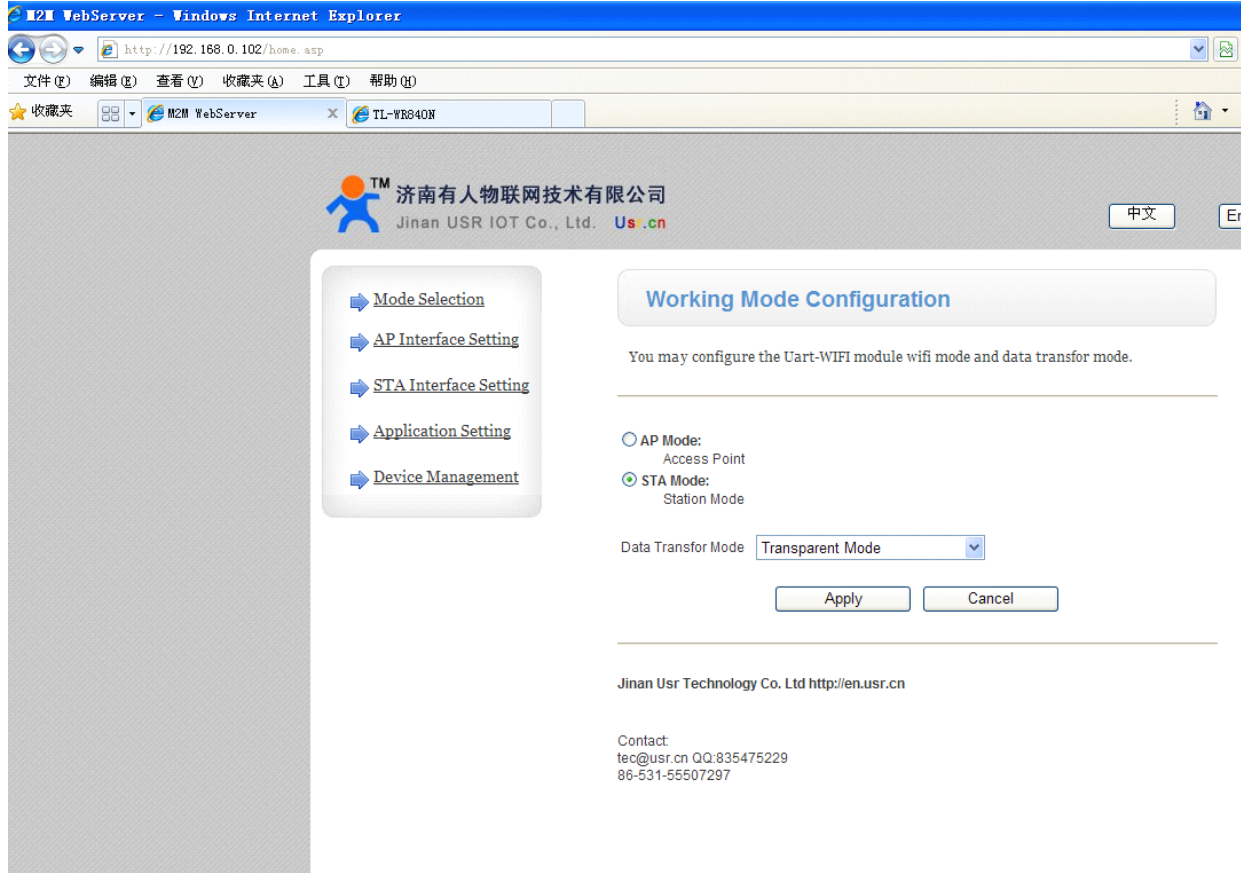 M2M WebServer - Windows Internet Explorer
http://192.168.0.102/home.asp
文件(F) 编辑(E) 查看(V) 收藏夹(A) 工具(T) 帮助(H)
收藏夹 M2M WebServer X TL-WR840N
TM
济南有人物联网技术有限公司
Jinan USR IOT Co., Ltd. Usr.cn
中文 En
Mode Selection
AP Interface Setting
STA Interface Setting
Application Setting
Device Management
Working Mode Configuration
You may configure the Uart-WIFI module wifi mode and data transfor mode.
AP Mode:
Access Point
STA Mode:
Station Mode
Data Transfor Mode Transparent Mode
Apply Cancel
Jinan Usr Technology Co. Ltd http://en.usr.cn
Contact:
tec@usr.cn QQ:835475229
86-531-55507297